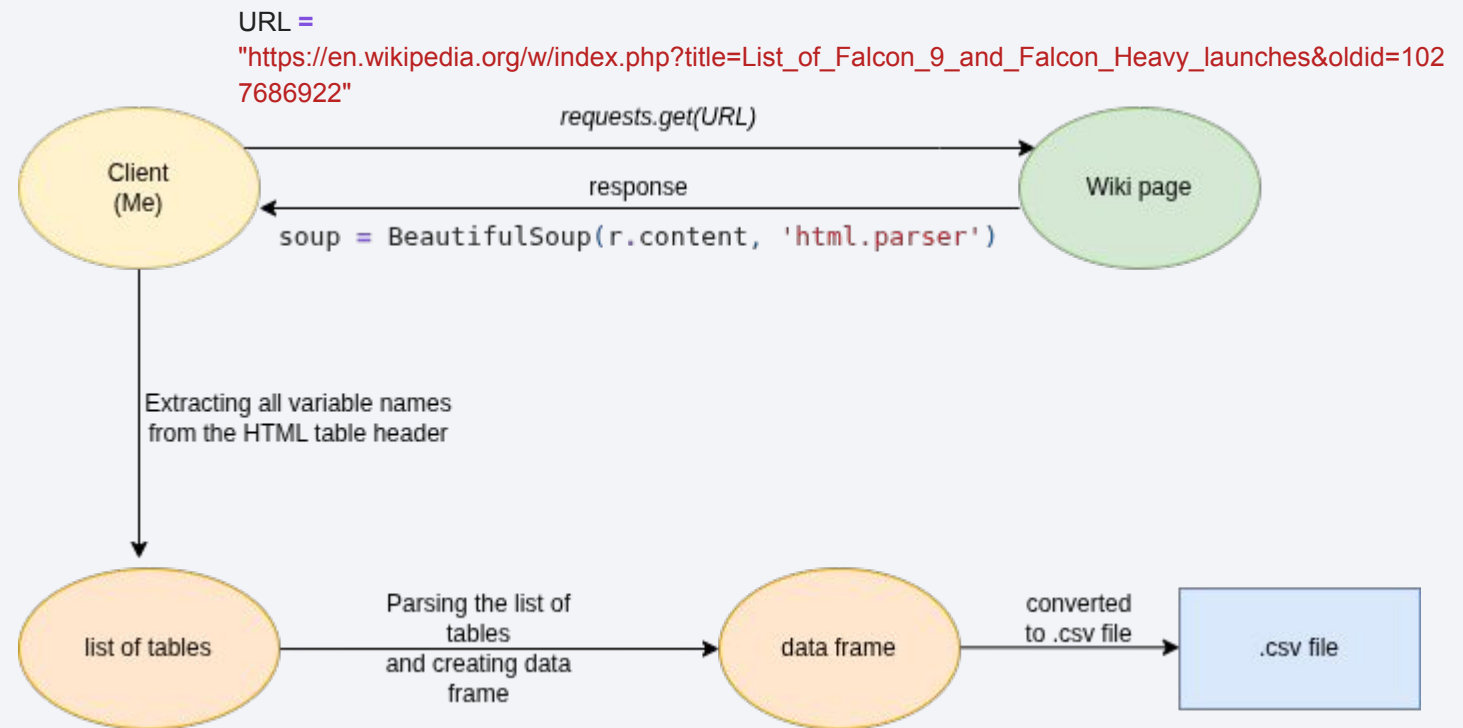 URL =
"https://en.wikipedia.org/w/index.php?title=List_of_Falcon_9_and_Falcon_Heavy_launches&oldid=102
7686922"
requests.get(URL)
Client
(Me)
response
Wiki page
soup = BeautifulSoup(r.content, 'html.parser')
Extracting all variable names
from the HTML table header
list of tables
Parsing the list of
tables
and creating data
frame
data frame
converted
to .csv file
.csv file